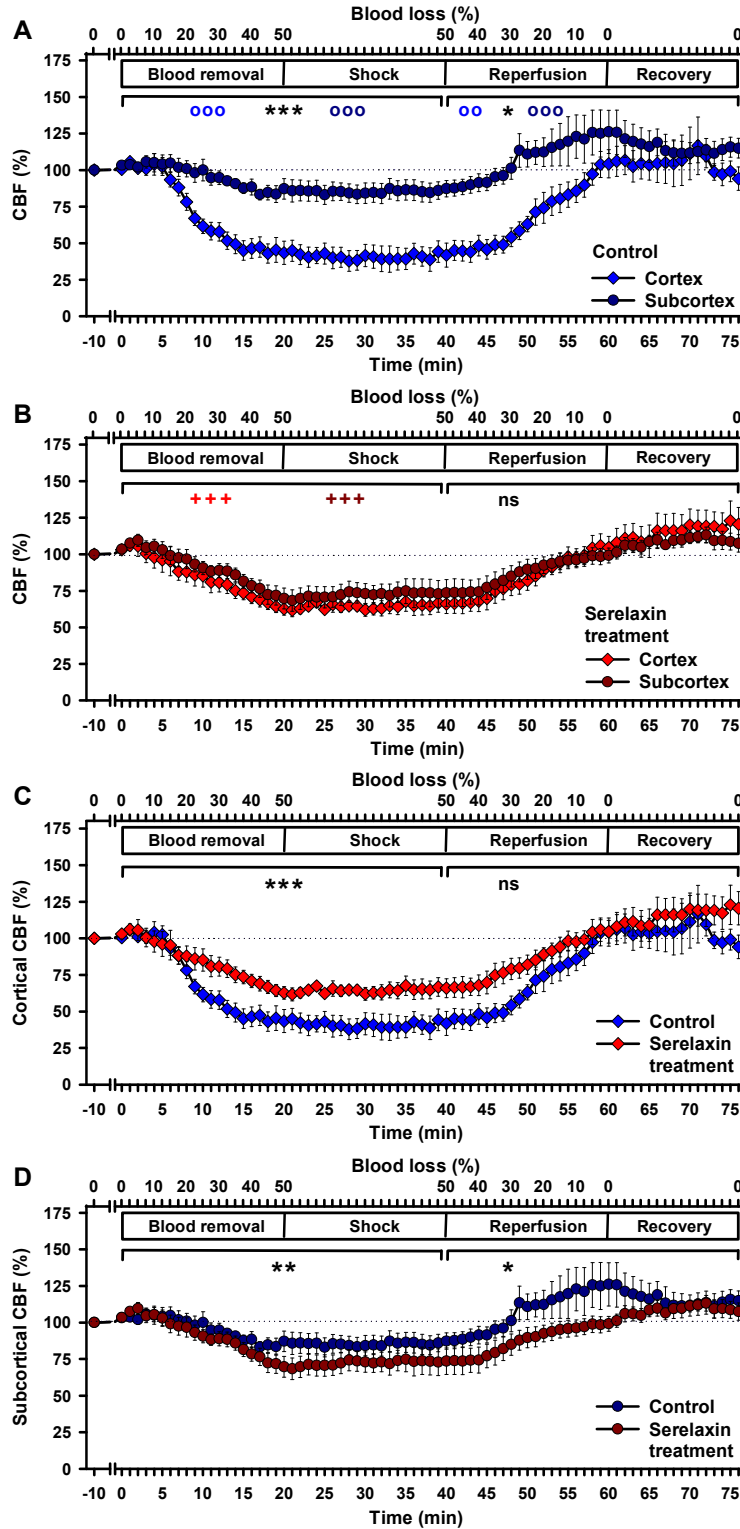 Blood loss (%)
A
0 0 10 20 30 40 50 50 40 30 20 10 0 0
Blood removal Shock Reperfusion Recovery
ooo *** ooo oo * ooo
CBF (%)
175
150
125
100
75
50
25
0
Control
Cortex
Subcortex
-10 0 5 10 15 20 25 30 35 40 45 50 55 60 65 70 75
Time (min)
Blood loss (%)
B
0 0 10 20 30 40 50 50 40 30 20 10 0 0
Blood removal Shock Reperfusion Recovery
+++ +++ ns
CBF (%)
175
150
125
100
75
50
25
0
Serelaxin
treatment
Cortex
Subcortex
-10 0 5 10 15 20 25 30 35 40 45 50 55 60 65 70 75
Time (min)
Blood loss (%)
C
0 0 10 20 30 40 50 50 40 30 20 10 0 0
Blood removal Shock Reperfusion Recovery
*** ns
Cortical CBF (%)
175
150
125
100
75
50
25
0
Control
Serelaxin
treatment
-10 0 5 10 15 20 25 30 35 40 45 50 55 60 65 70 75
Time (min)
Blood loss (%)
D
0 0 10 20 30 40 50 50 40 30 20 10 0 0
Blood removal Shock Reperfusion Recovery
** *
Subcortical CBF (%)
175
150
125
100
75
50
25
0
Control
Serelaxin
treatment
-10 0 5 10 15 20 25 30 35 40 45 50 55 60 65 70 75
Time (min)